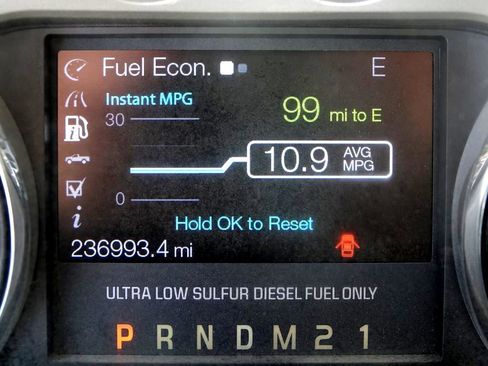 Fuel Econ. E
Instant MPG
30
99 mi to E
10.9 AVG MPG
0
Hold OK to Reset
236993.4 mi
ULTRA LOW SULFUR DIESEL FUEL ONLY
P R N D M 2 1